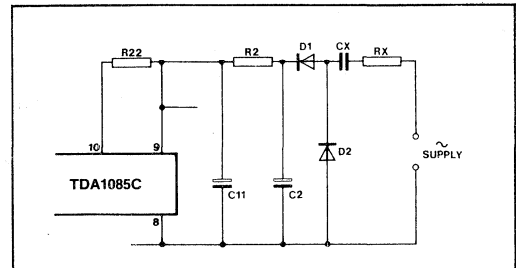 R22 R2 D1 CX RX
10 9 D2 ~
SUPPLY
TDA1085C C11 C2
8